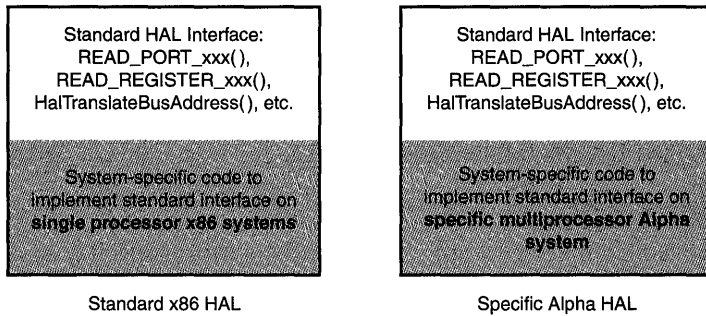 Standard HAL Interface:
READ_PORT_xxx(),
READ_REGISTER_xxx(),
HalTranslateBusAddress(), etc.
System-specific code to
implement standard interface on
single processor x86 systems
Standard x86 HAL
Standard HAL Interface:
READ_PORT_xxx(),
READ_REGISTER_xxx(),
HalTranslateBusAddress(), etc.
System-specific code to
implement standard interface on
specific multiprocessor Alpha
system
Specific Alpha HAL